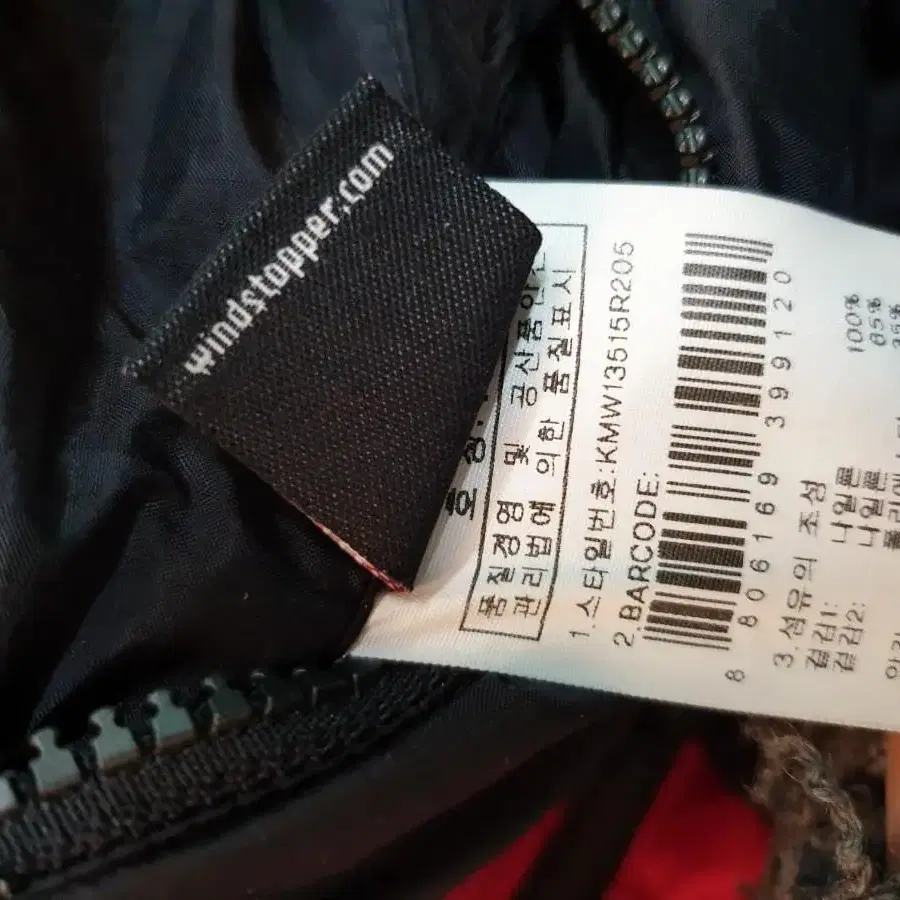 windstopper.com
품질경영 및 공산품안전
관리법에 의한 품질표시
1.스타일번호:KMW13515R205
2.BARCODE:
8 806169 399120
3.섬유의 조성
겉감1: 나일론 100%
겉감2: 나일론 85%